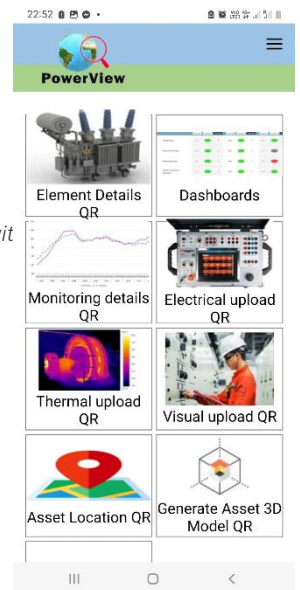 22:52
PowerView
Element Details
QR
Dashboards
Monitoring details
QR
Electrical upload
QR
Thermal upload
QR
Visual upload QR
Asset Location QR
Generate Asset 3D
Model QR